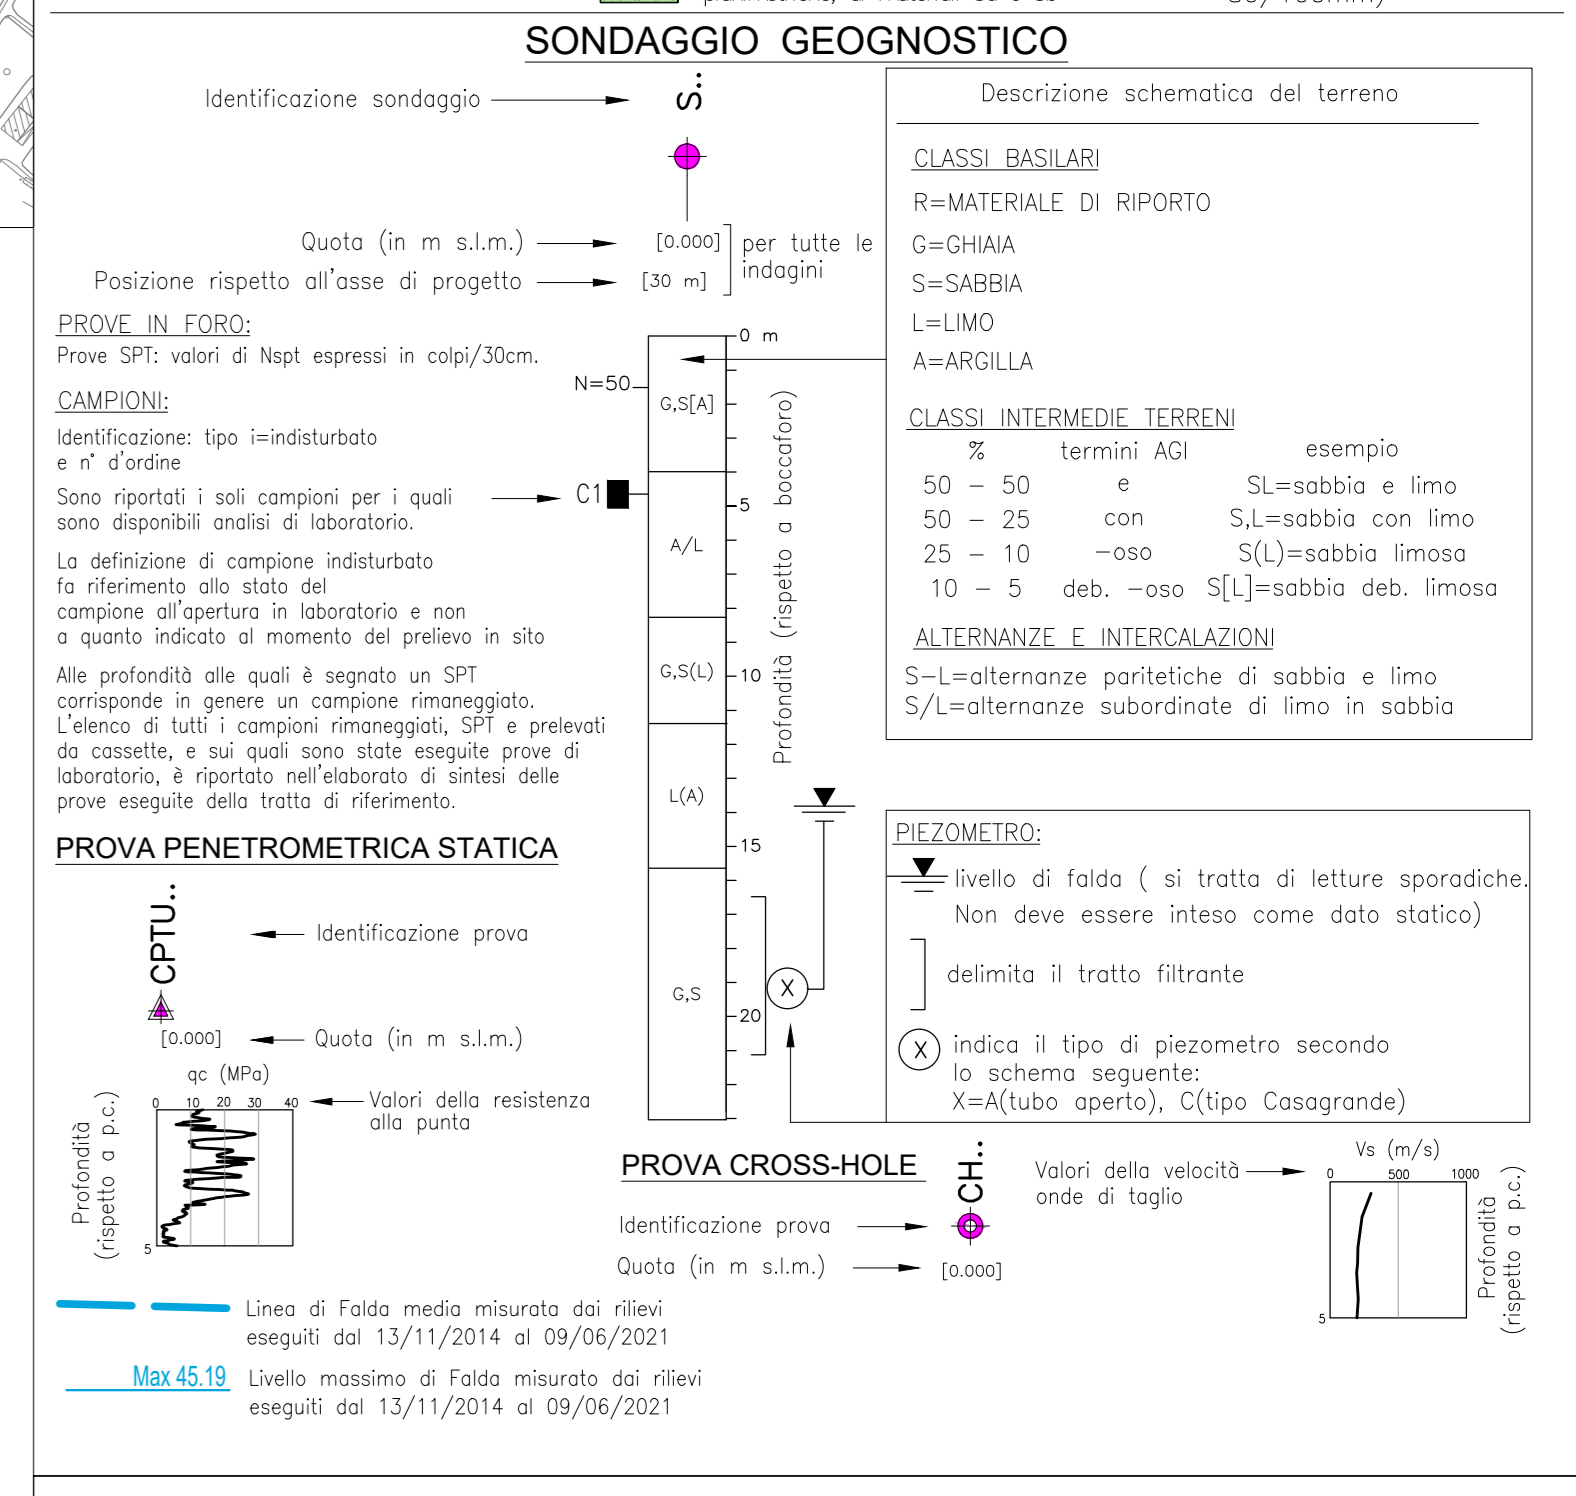 SONDAGGIO GEOGNOSTICO
Identificazione sondaggio
S..
Quota (in m s.l.m.)
[0.000]
Posizione rispetto all'asse di progetto
[30 m]
per tutte le
indagini
PROVE IN FORO:
Prove SPT: valori di Nspt espressi in colpi/30cm.
CAMPIONI:
Identificazione: tipo i=indisturbato
e n° d'ordine
Sono riportati i soli campioni per i quali
sono disponibili analisi di laboratorio.
La definizione di campione indisturbato
fa riferimento allo stato del
campione all'apertura in laboratorio e non
a quanto indicato al momento del prelievo in sito
Alle profondità alle quali è segnato un SPT
corrisponde in genere un campione rimaneggiato.
L'elenco di tutti i campioni rimaneggiati, SPT e prelevati
da cassette, e sui quali sono state eseguite prove di
laboratorio, è riportato nell'elaborato di sintesi delle
prove eseguite della tratta di riferimento.
N=50
C1
0 m
G,S[A]
5
A/L
G,S(L)
10
L(A)
15
G,S
20
Profondità (rispetto a boccaforo)
X
Descrizione schematica del terreno
CLASSI BASILARI
R=MATERIALE DI RIPORTO
G=GHIAIA
S=SABBIA
L=LIMO
A=ARGILLA
CLASSI INTERMEDIE TERRENI
% termini AGI esempio
50 – 50 e SL=sabbia e limo
50 – 25 con S,L=sabbia con limo
25 – 10 –oso S(L)=sabbia limosa
10 – 5 deb. –oso S[L]=sabbia deb. limosa
ALTERNANZE E INTERCALAZIONI
S–L=alternanze paritetiche di sabbia e limo
S/L=alternanze subordinate di limo in sabbia
PIEZOMETRO:
livello di falda ( si tratta di letture sporadiche.
Non deve essere inteso come dato statico)
delimita il tratto filtrante
X
indica il tipo di piezometro secondo
lo schema seguente:
X=A(tubo aperto), C(tipo Casagrande)
PROVA PENETROMETRICA STATICA
CPTU..
Identificazione prova
[0.000]
Quota (in m s.l.m.)
qc (MPa)
0 10 20 30 40
Valori della resistenza
alla punta
Profondità
(rispetto a p.c.)
5
PROVA CROSS-HOLE
CH..
Identificazione prova
Quota (in m s.l.m.)
[0.000]
Valori della velocità
onde di taglio
Vs (m/s)
0 500 1000
5
Profondità
(rispetto a p.c.)
Linea di Falda media misurata dai rilievi
eseguiti dal 13/11/2014 al 09/06/2021
Max 45.19
Livello massimo di Falda misurato dai rilievi
eseguiti dal 13/11/2014 al 09/06/2021